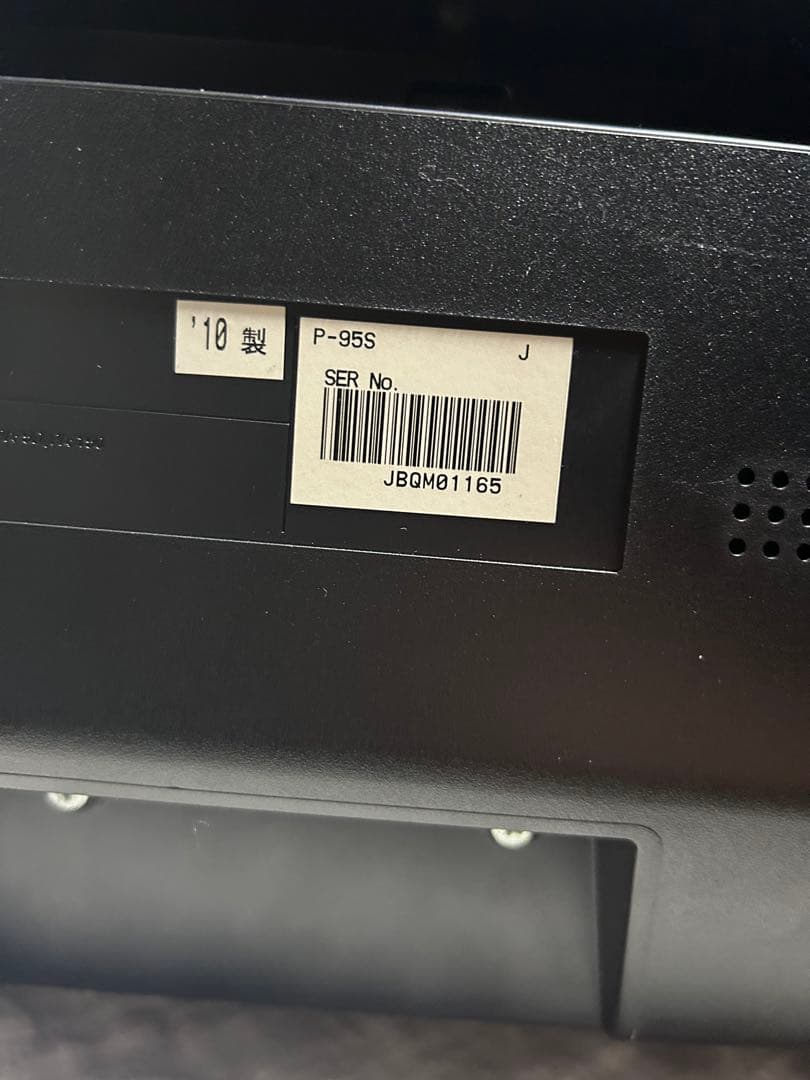 '10 製
P-95S
J
SER No.
JBQM01165